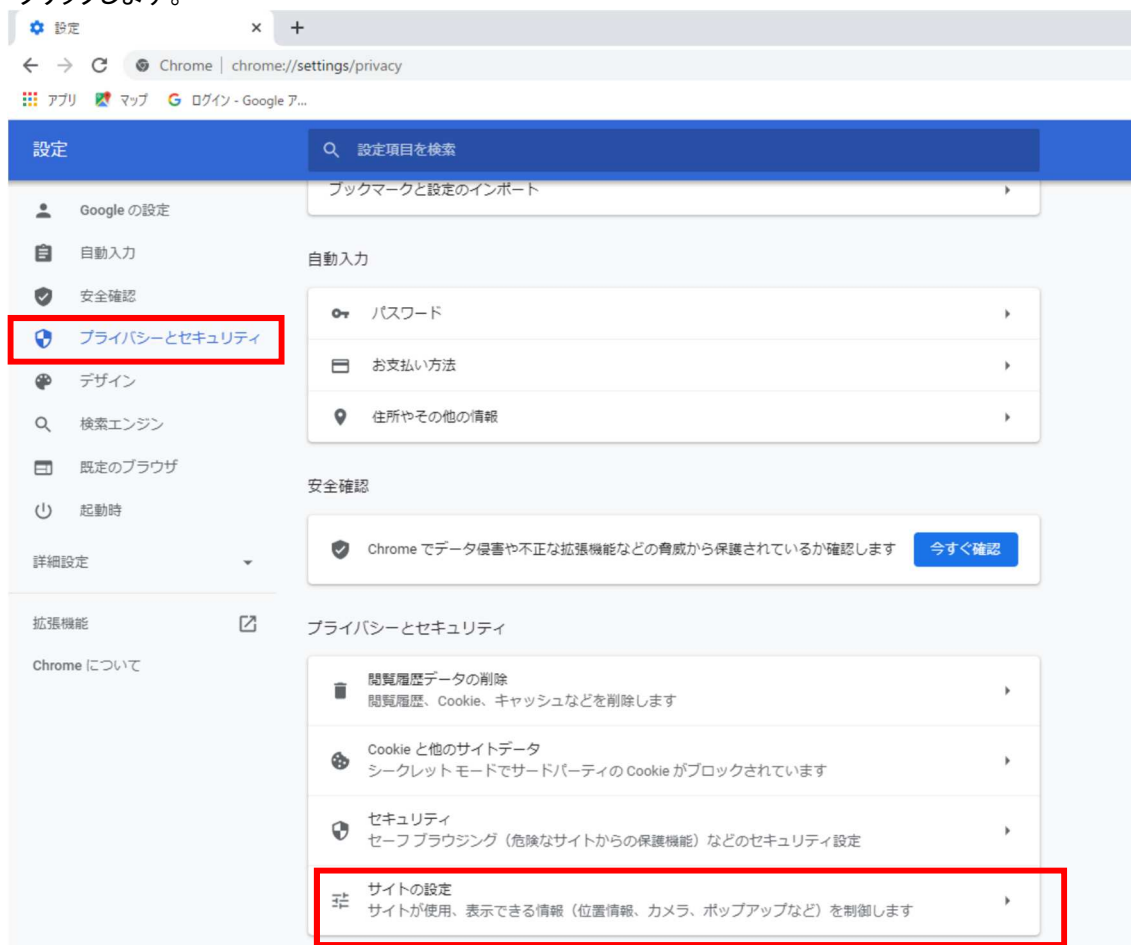 クリックします。
設定
Chrome | chrome://settings/privacy
アプリ マップ ログイン - Google ア...
設定
設定項目を検索
Google の設定
自動入力
安全確認
プライバシーとセキュリティ
デザイン
検索エンジン
既定のブラウザ
起動時
詳細設定
拡張機能
Chrome について
ブックマークと設定のインポート
自動入力
パスワード
お支払い方法
住所やその他の情報
安全確認
Chrome でデータ侵害や不正な拡張機能などの脅威から保護されているか確認します 今すぐ確認
プライバシーとセキュリティ
閲覧履歴データの削除
閲覧履歴、Cookie、キャッシュなどを削除します
Cookie と他のサイトデータ
シークレット モードでサードパーティの Cookie がブロックされています
セキュリティ
セーフ ブラウジング(危険なサイトからの保護機能)などのセキュリティ設定
サイトの設定
サイトが使用、表示できる情報(位置情報、カメラ、ポップアップなど)を制御します